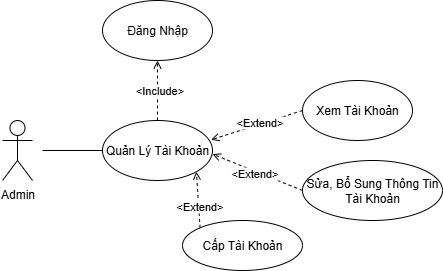 Đăng Nhập
<Include>
Xem Tài Khoản
<Extend>
Quản Lý Tài Khoản
<Extend>
Sửa, Bổ Sung Thông Tin
Tài Khoản
Admin
<Extend>
Cấp Tài Khoản